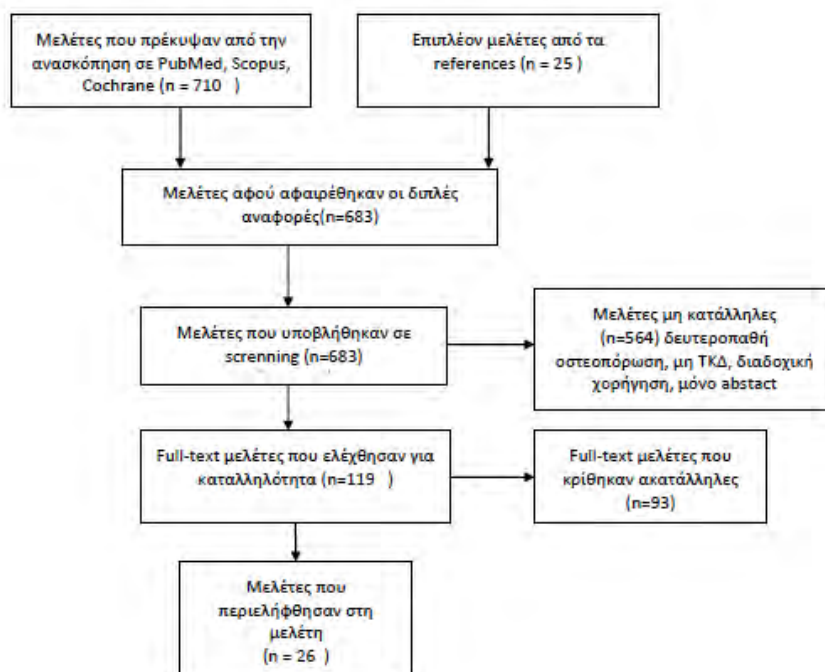 Μελέτες που πρέκυψαν από την
ανασκόπηση σε PubMed, Scopus,
Cochrane (n = 710 )
Επιπλέον μελέτες από τα
references (n = 25 )
Μελέτες αφού αφαιρέθηκαν οι διπλές
αναφορές(n=683)
Μελέτες που υποβλήθηκαν σε
screnning (n=683)
Μελέτες μη κατάλληλες
(n=564) δευτεροπαθή
οστεοπόρωση, μη ΤΚΔ, διαδοχική
χορήγηση, μόνο abstact
Full-text μελέτες που ελέχθησαν για
καταλληλότητα (n=119 )
Full-text μελέτες που
κρίθηκαν ακατάλληλες
(n=93)
Μελέτες που
περιελήφθησαν στη
μελέτη
(n = 26 )